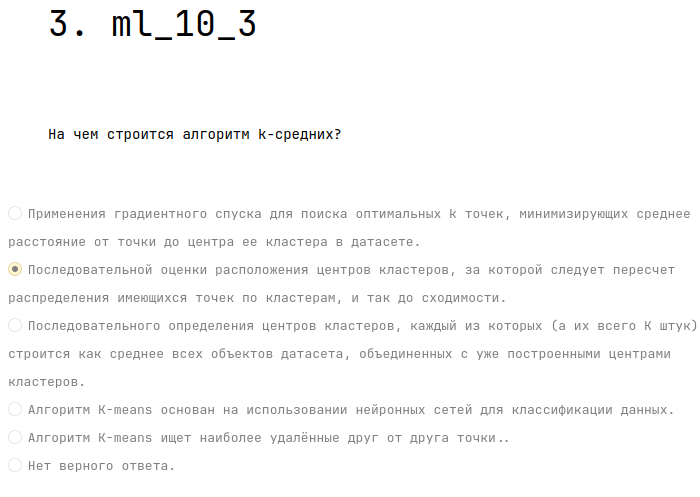 3. ml_10_3
На чем строится алгоритм k-средних?
Применения градиентного спуска для поиска оптимальных k точек, минимизирующих среднее
расстояние от точки до центра ее кластера в датасете.
Последовательной оценки расположения центров кластеров, за которой следует пересчет
распределения имеющихся точек по кластерам, и так до сходимости.
Последовательного определения центров кластеров, каждый из которых (а их всего K штук)
строится как среднее всех объектов датасета, объединенных с уже построенными центрами
кластеров.
Алгоритм K-means основан на использовании нейронных сетей для классификации данных.
Алгоритм K-means ищет наиболее удалённые друг от друга точки..
Нет верного ответа.